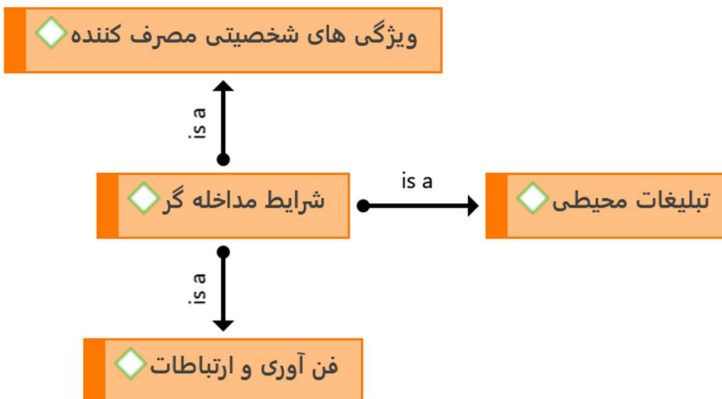 ویژگی های شخصیتی مصرف کننده
is a
شرایط مداخله گر
is a
تبلیغات محیطی
is a
فن آوری و ارتباطات